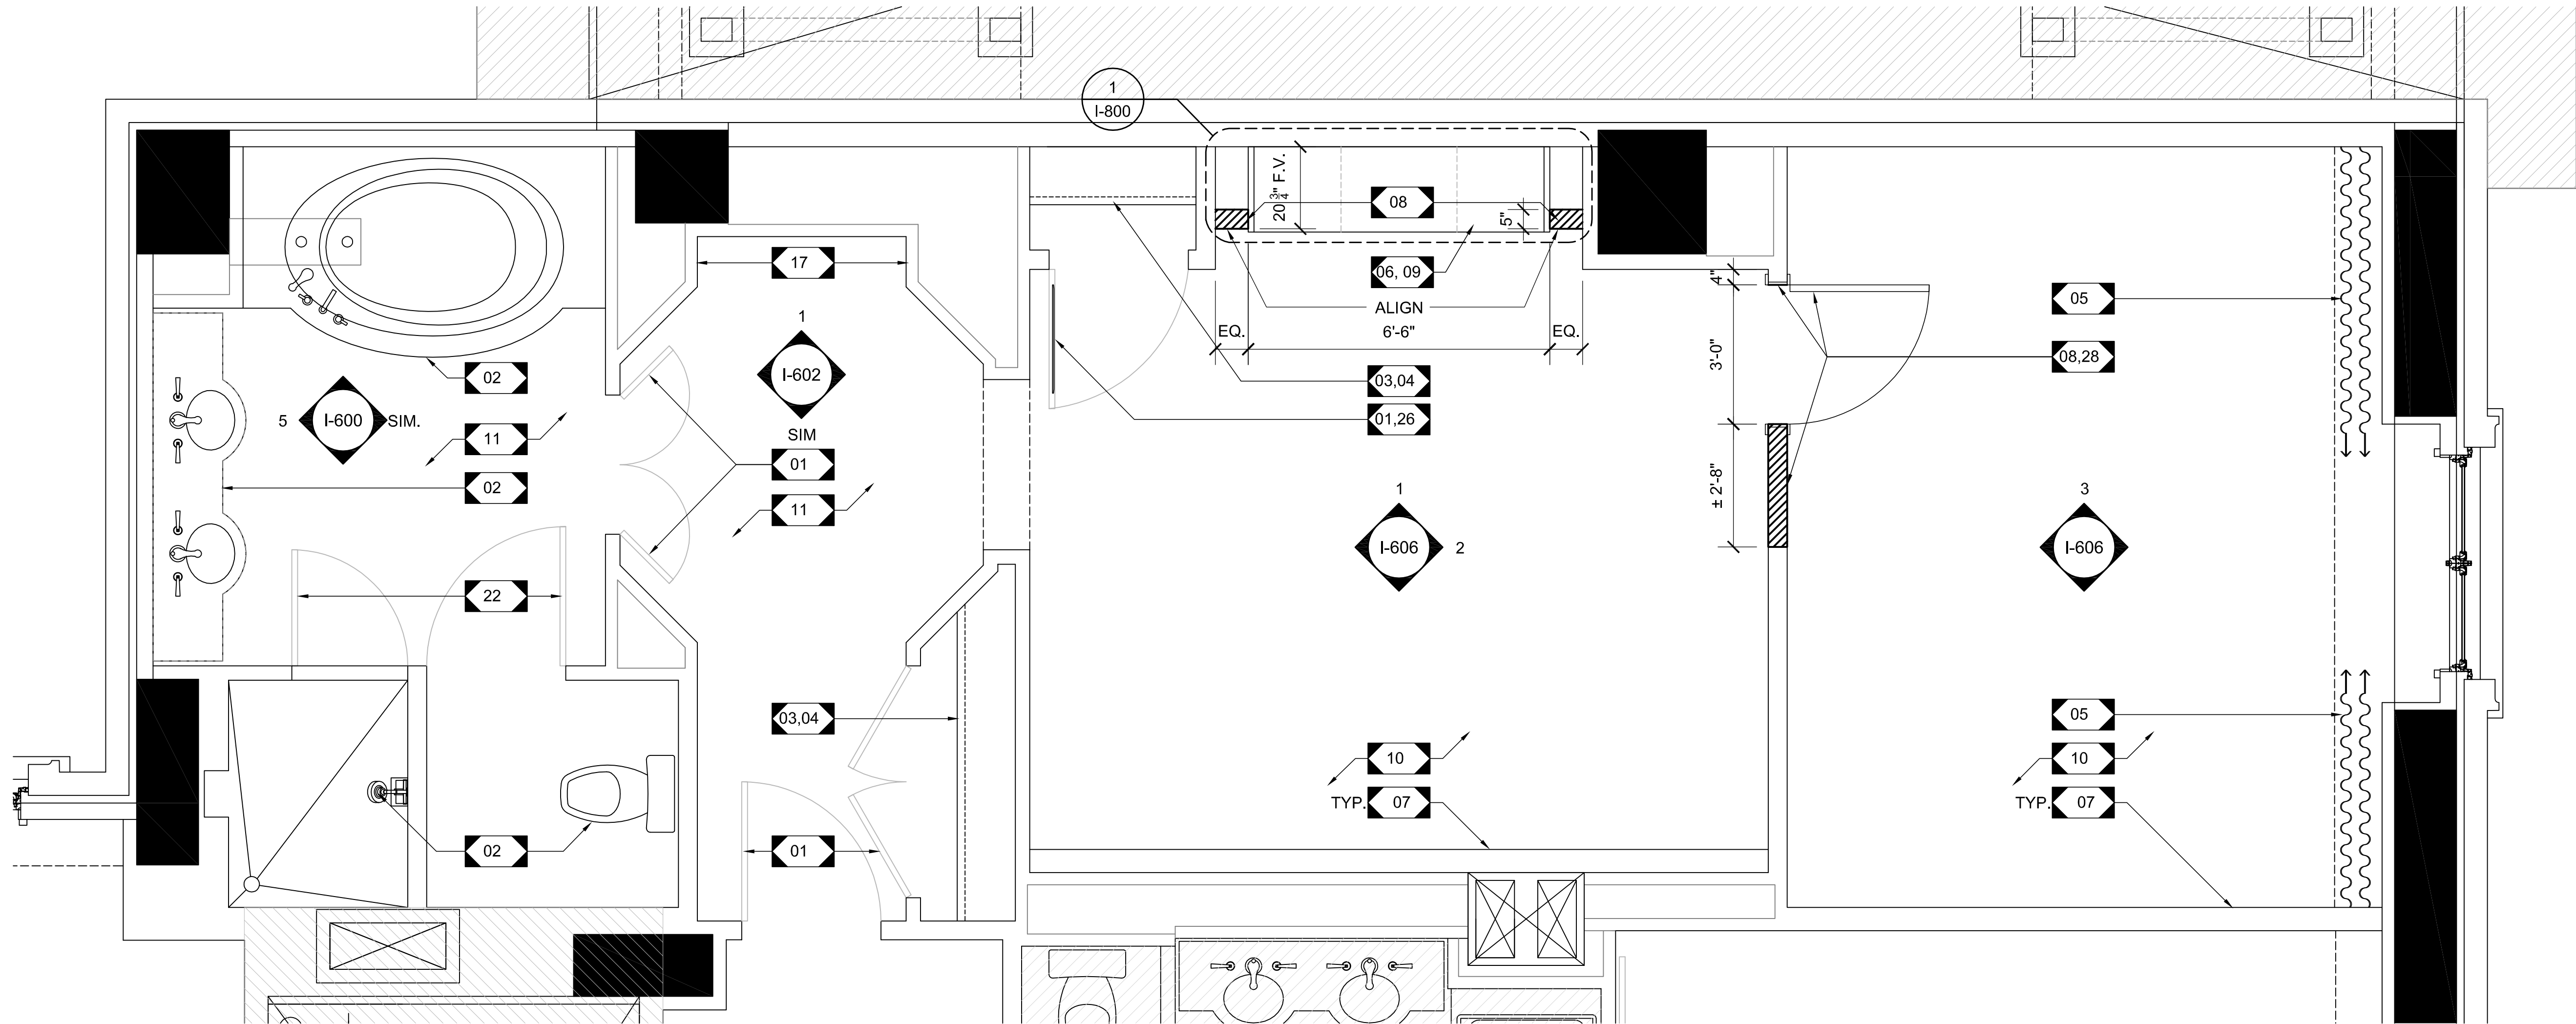 1
I-800
20 3/4" F.V.
08
5"
17
06, 09
4"
ALIGN
05
1
EQ.
6'-6"
EQ.
3'-0"
08,28
02
I-602
03,04
5
I-600
SIM.
01,26
11
SIM
01
02
11
± 2'-8"
1
3
I-606
2
I-606
22
03,04
05
10
10
TYP.
07
TYP.
07
02
01